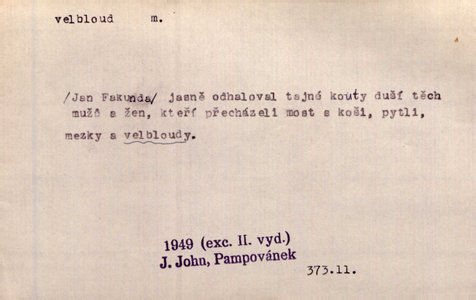 velbloud m.
/Jan Fakunda/ jasně odhaloval tajná kouty duší těch
mužů a žen, kteří přecházeli most s koši, pytli,
mezky a velbloudy.
1949 (exc. II. vyd.)
J. John, Pampovánek
373.11.